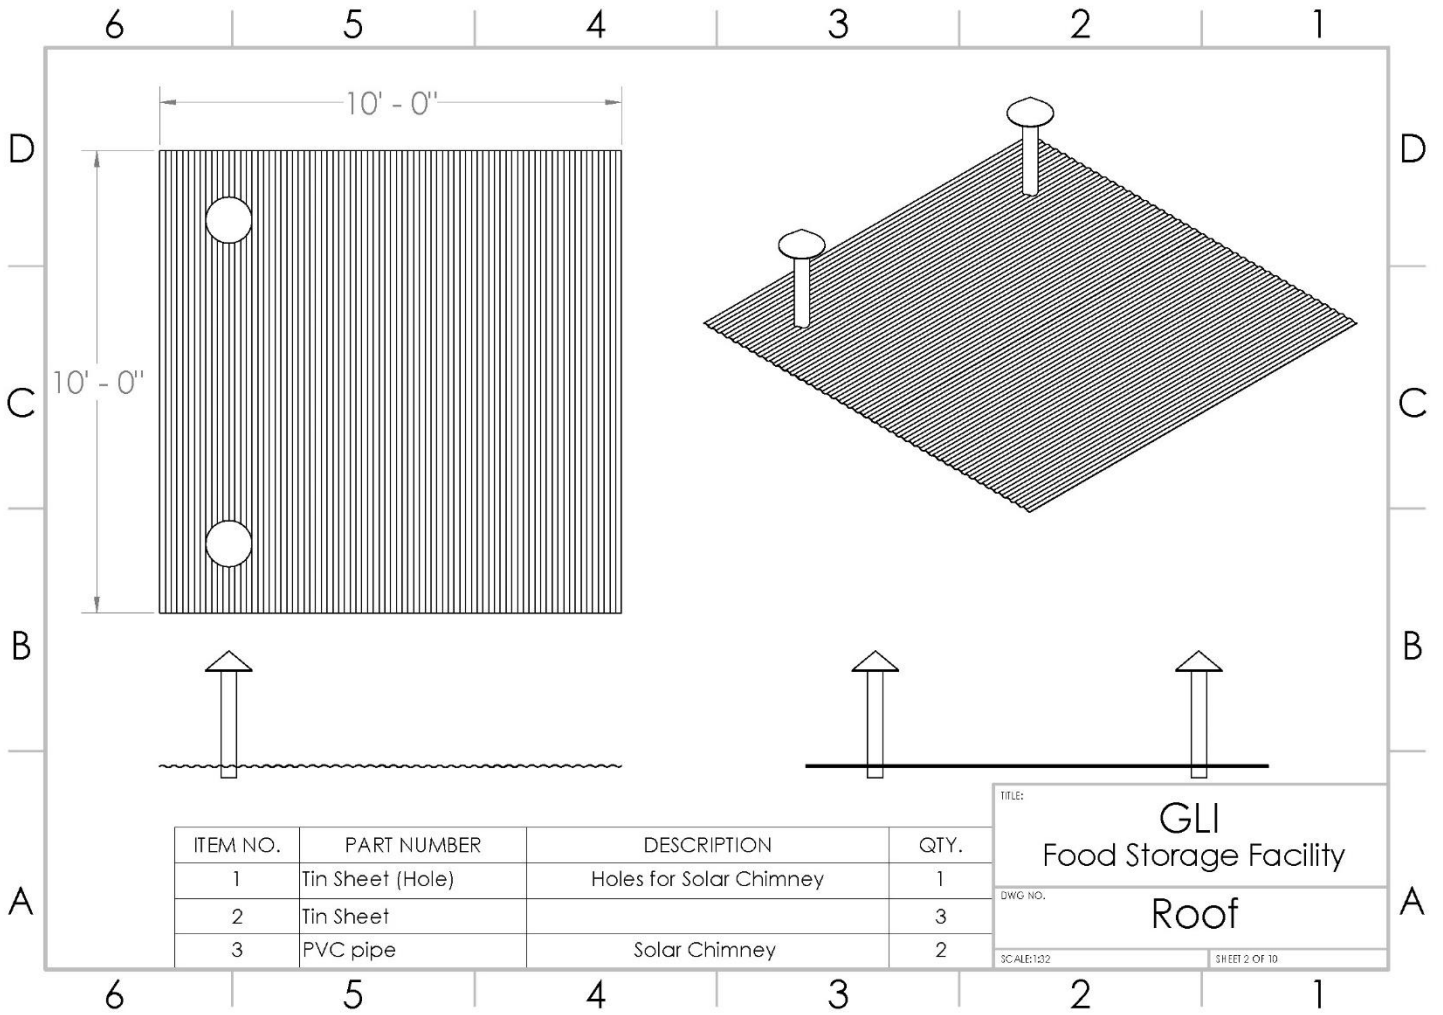 6 5 4 3 2 1
10' - 0"
D D
10' - 0"
C C
B B
TITLE:
GLI
Food Storage Facility
ITEM NO. PART NUMBER DESCRIPTION QTY.
1 Tin Sheet (Hole) Holes for Solar Chimney 1
2 Tin Sheet 3
3 PVC pipe Solar Chimney 2
DWG NO.
Roof
A A
SCALE:1:32 SHEET 2 OF 10
6 5 4 3 2 1